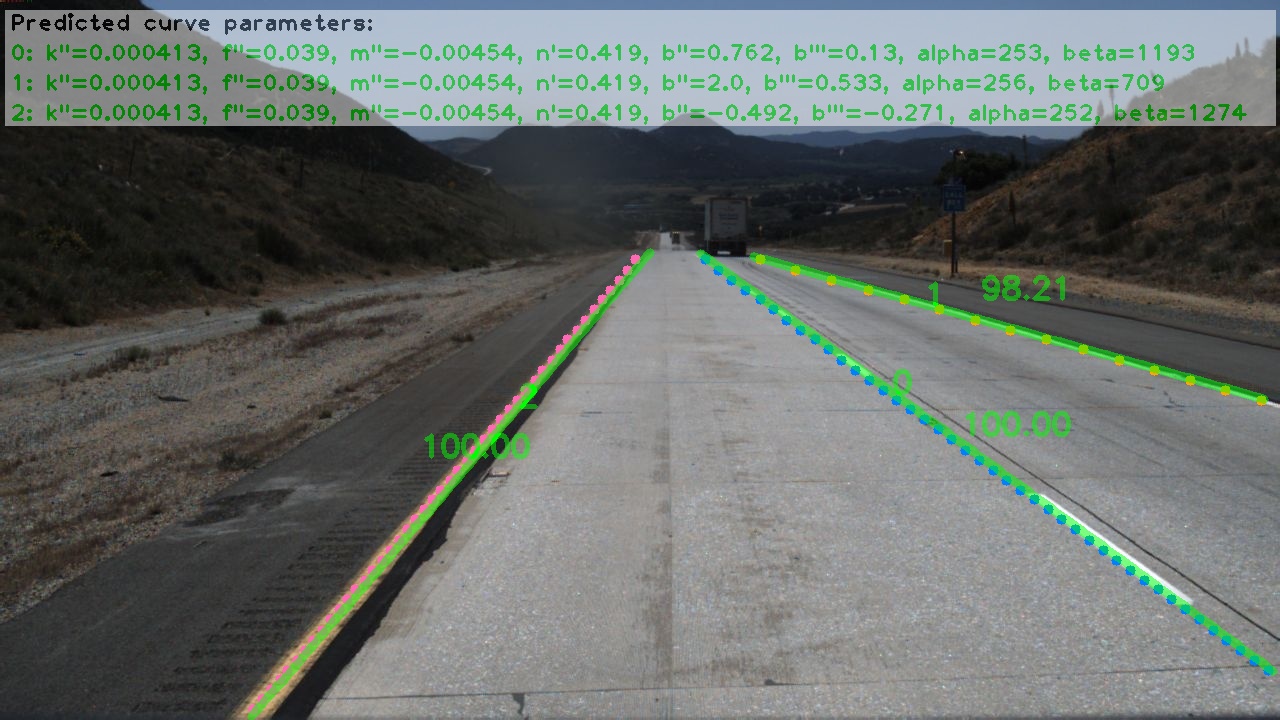 Predicted curve parameters:
0: k''=0.000413, f''=0.039, m''=−0.00454, n'=0.419, b''=0.762, b'''=0.13, alpha=253, beta=1193
1: k''=0.000413, f''=0.039, m''=−0.00454, n'=0.419, b''=2.0, b'''=0.533, alpha=256, beta=709
2: k''=0.000413, f''=0.039, m''=−0.00454, n'=0.419, b''=−0.492, b'''=−0.271, alpha=252, beta=1274
1 98.21
0
100.00
2
100.00
CALL
BOX